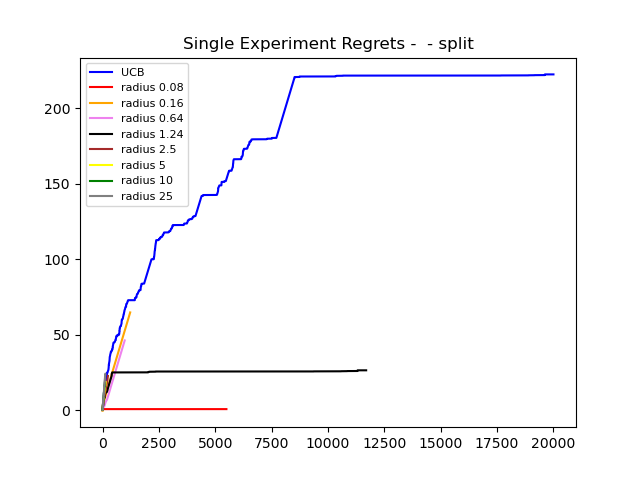 Single Experiment Regrets -  - split
UCB
radius 0.08
radius 0.16
radius 0.64
radius 1.24
radius 2.5
radius 5
radius 10
radius 25
200
150
100
50
0
0 2500 5000 7500 10000 12500 15000 17500 20000